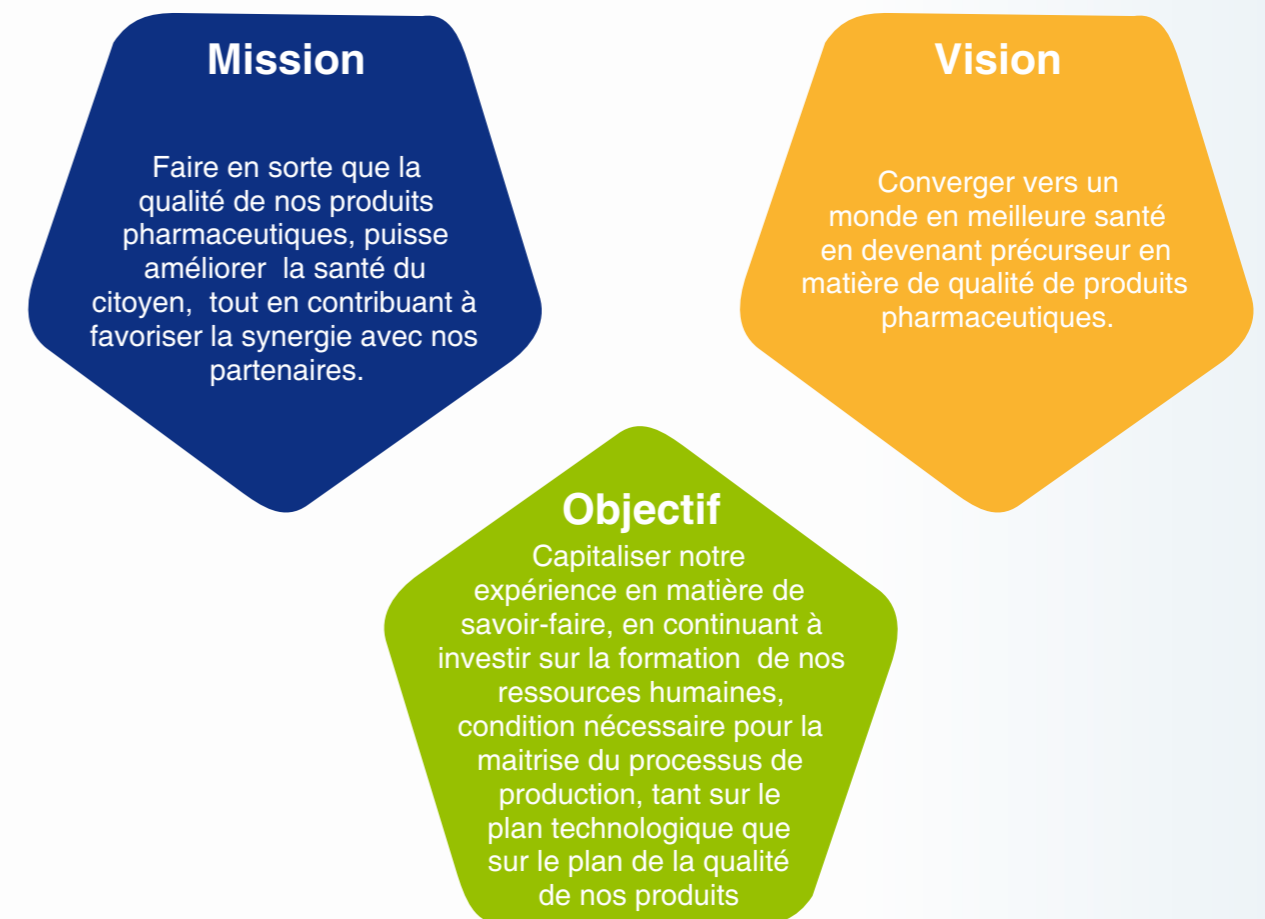 Mission
Faire en sorte que la
qualité de nos produits
pharmaceutiques, puisse
améliorer  la santé du
citoyen,  tout en contribuant à
favoriser la synergie avec nos
partenaires.
Vision
Converger vers un
monde en meilleure santé
en devenant précurseur en
matière de qualité de produits
pharmaceutiques.
Objectif
Capitaliser notre
expérience en matière de
savoir-faire, en continuant à
investir sur la formation  de nos
ressources humaines,
condition nécessaire pour la
maitrise du processus de
production, tant sur le
plan technologique que
sur le plan de la qualité
de nos produits